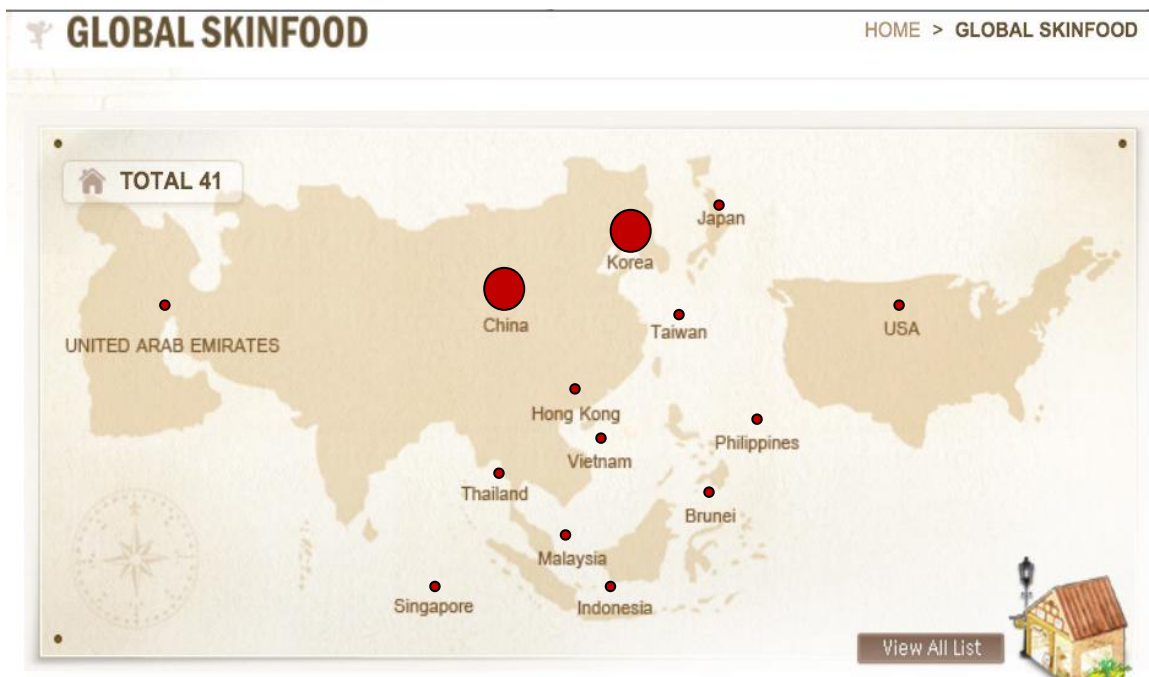 GLOBAL SKINFOOD
HOME > GLOBAL SKINFOOD
TOTAL 41
Japan
Korea
China
Taiwan
USA
UNITED ARAB EMIRATES
Hong Kong
Philippines
Vietnam
Thailand
Brunei
Malaysia
Singapore
Indonesia
View All List